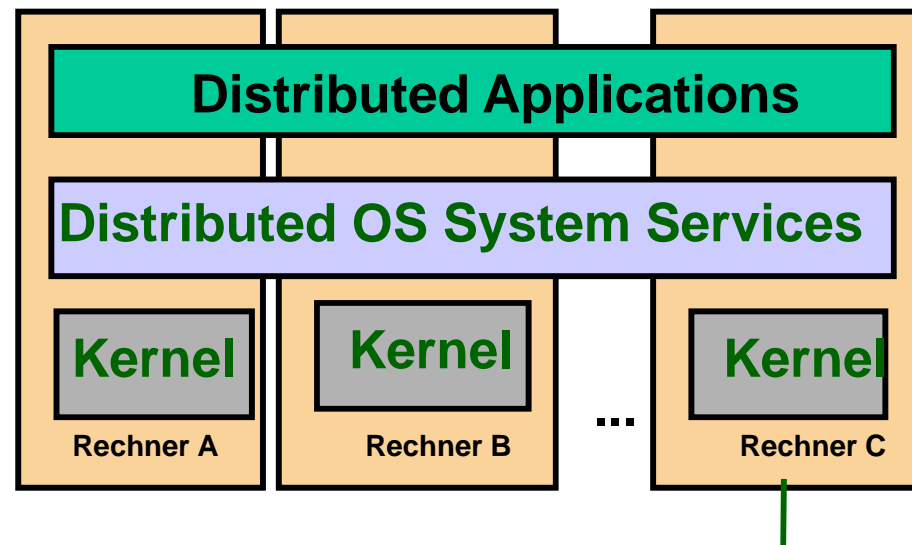 Distributed Applications
Distributed OS System Services
Kernel
Kernel
Kernel
...
Rechner A
Rechner B
Rechner C